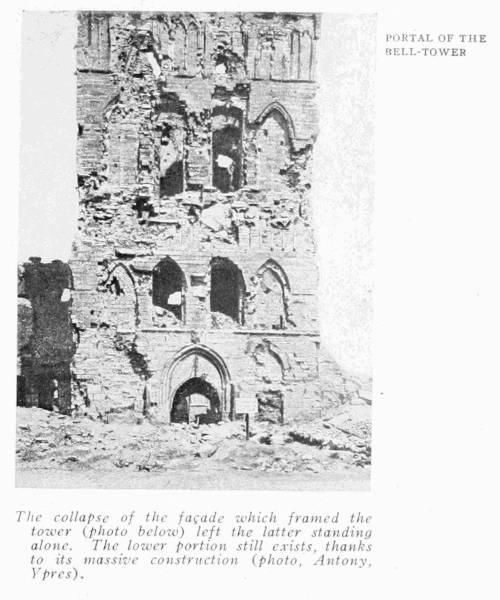 PORTAL OF THE
BELL-TOWER
The collapse of the façade which framed the
tower (photo below) left the latter standing
alone. The lower portion still exists, thanks
to its massive construction (photo, Antony,
Ypres).